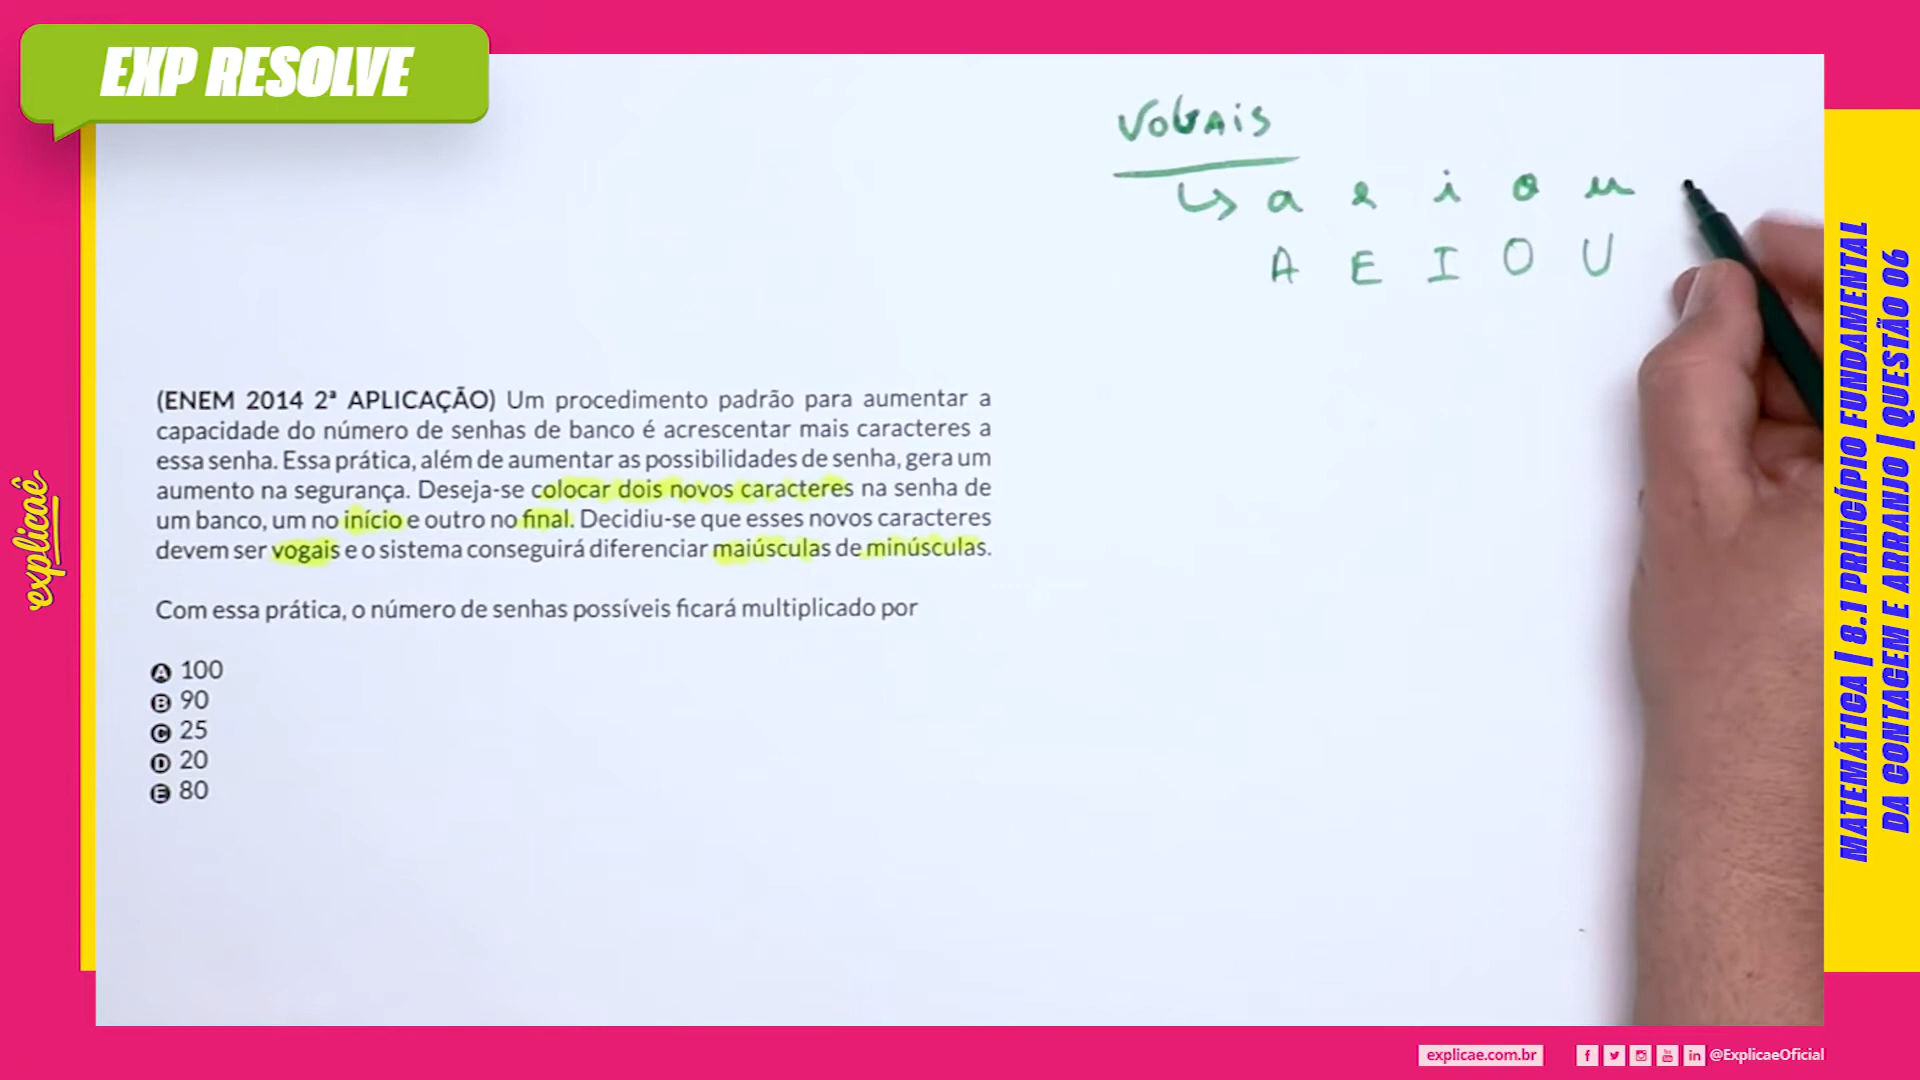 EXP RESOLVE
VOGAIS
a e i o u
A E I O U
(ENEM 2014 2ª APLICAÇÃO) Um procedimento padrão para aumentar a
capacidade do número de senhas de banco é acrescentar mais caracteres a
essa senha. Essa prática, além de aumentar as possibilidades de senha, gera um
aumento na segurança. Deseja-se colocar dois novos caracteres na senha de
um banco, um no início e outro no final. Decidiu-se que esses novos caracteres
devem ser vogais e o sistema conseguirá diferenciar maiúsculas de minúsculas.
Com essa prática, o número de senhas possíveis ficará multiplicado por
A 100
B 90
C 25
D 20
E 80
explicaê
MATEMÁTICA | 8.1 PRINCÍPIO FUNDAMENTAL
DA CONTAGEM E ARRANJO | QUESTÃO 06
explicae.com.br
@ExplicaeOficial